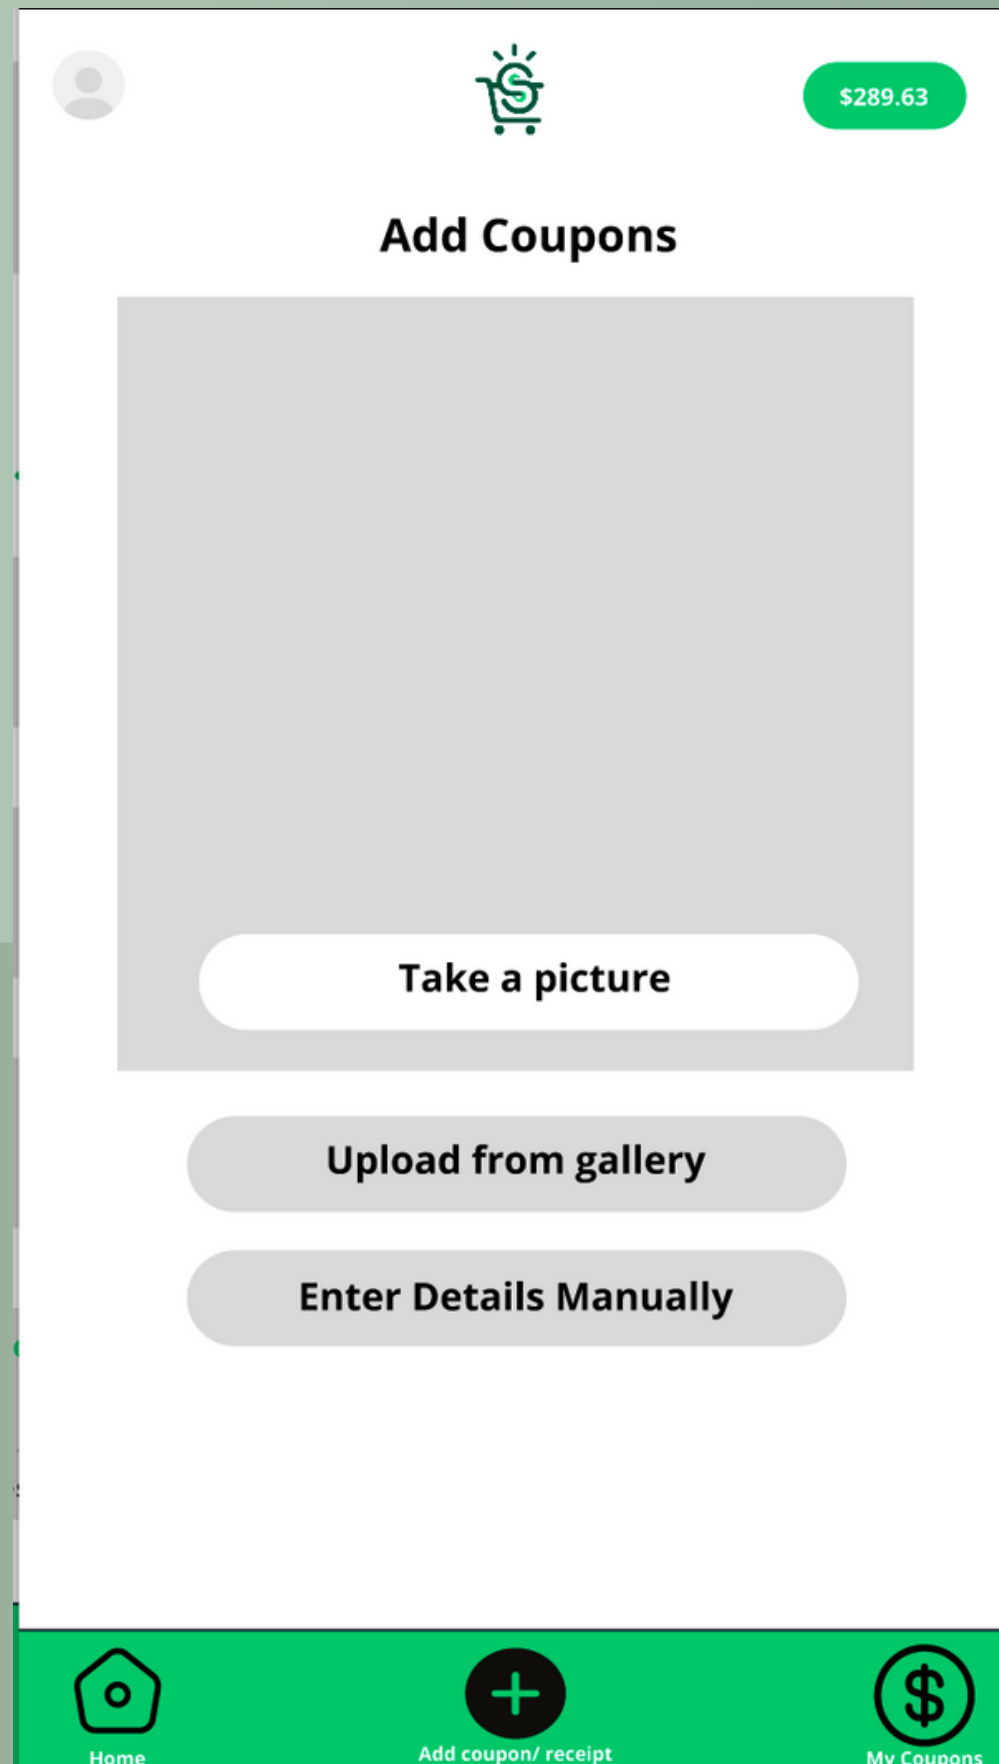 $289.63
Add Coupons
Take a picture
Upload from gallery
Enter Details Manually
Home
Add coupon/ receipt
My Coupons